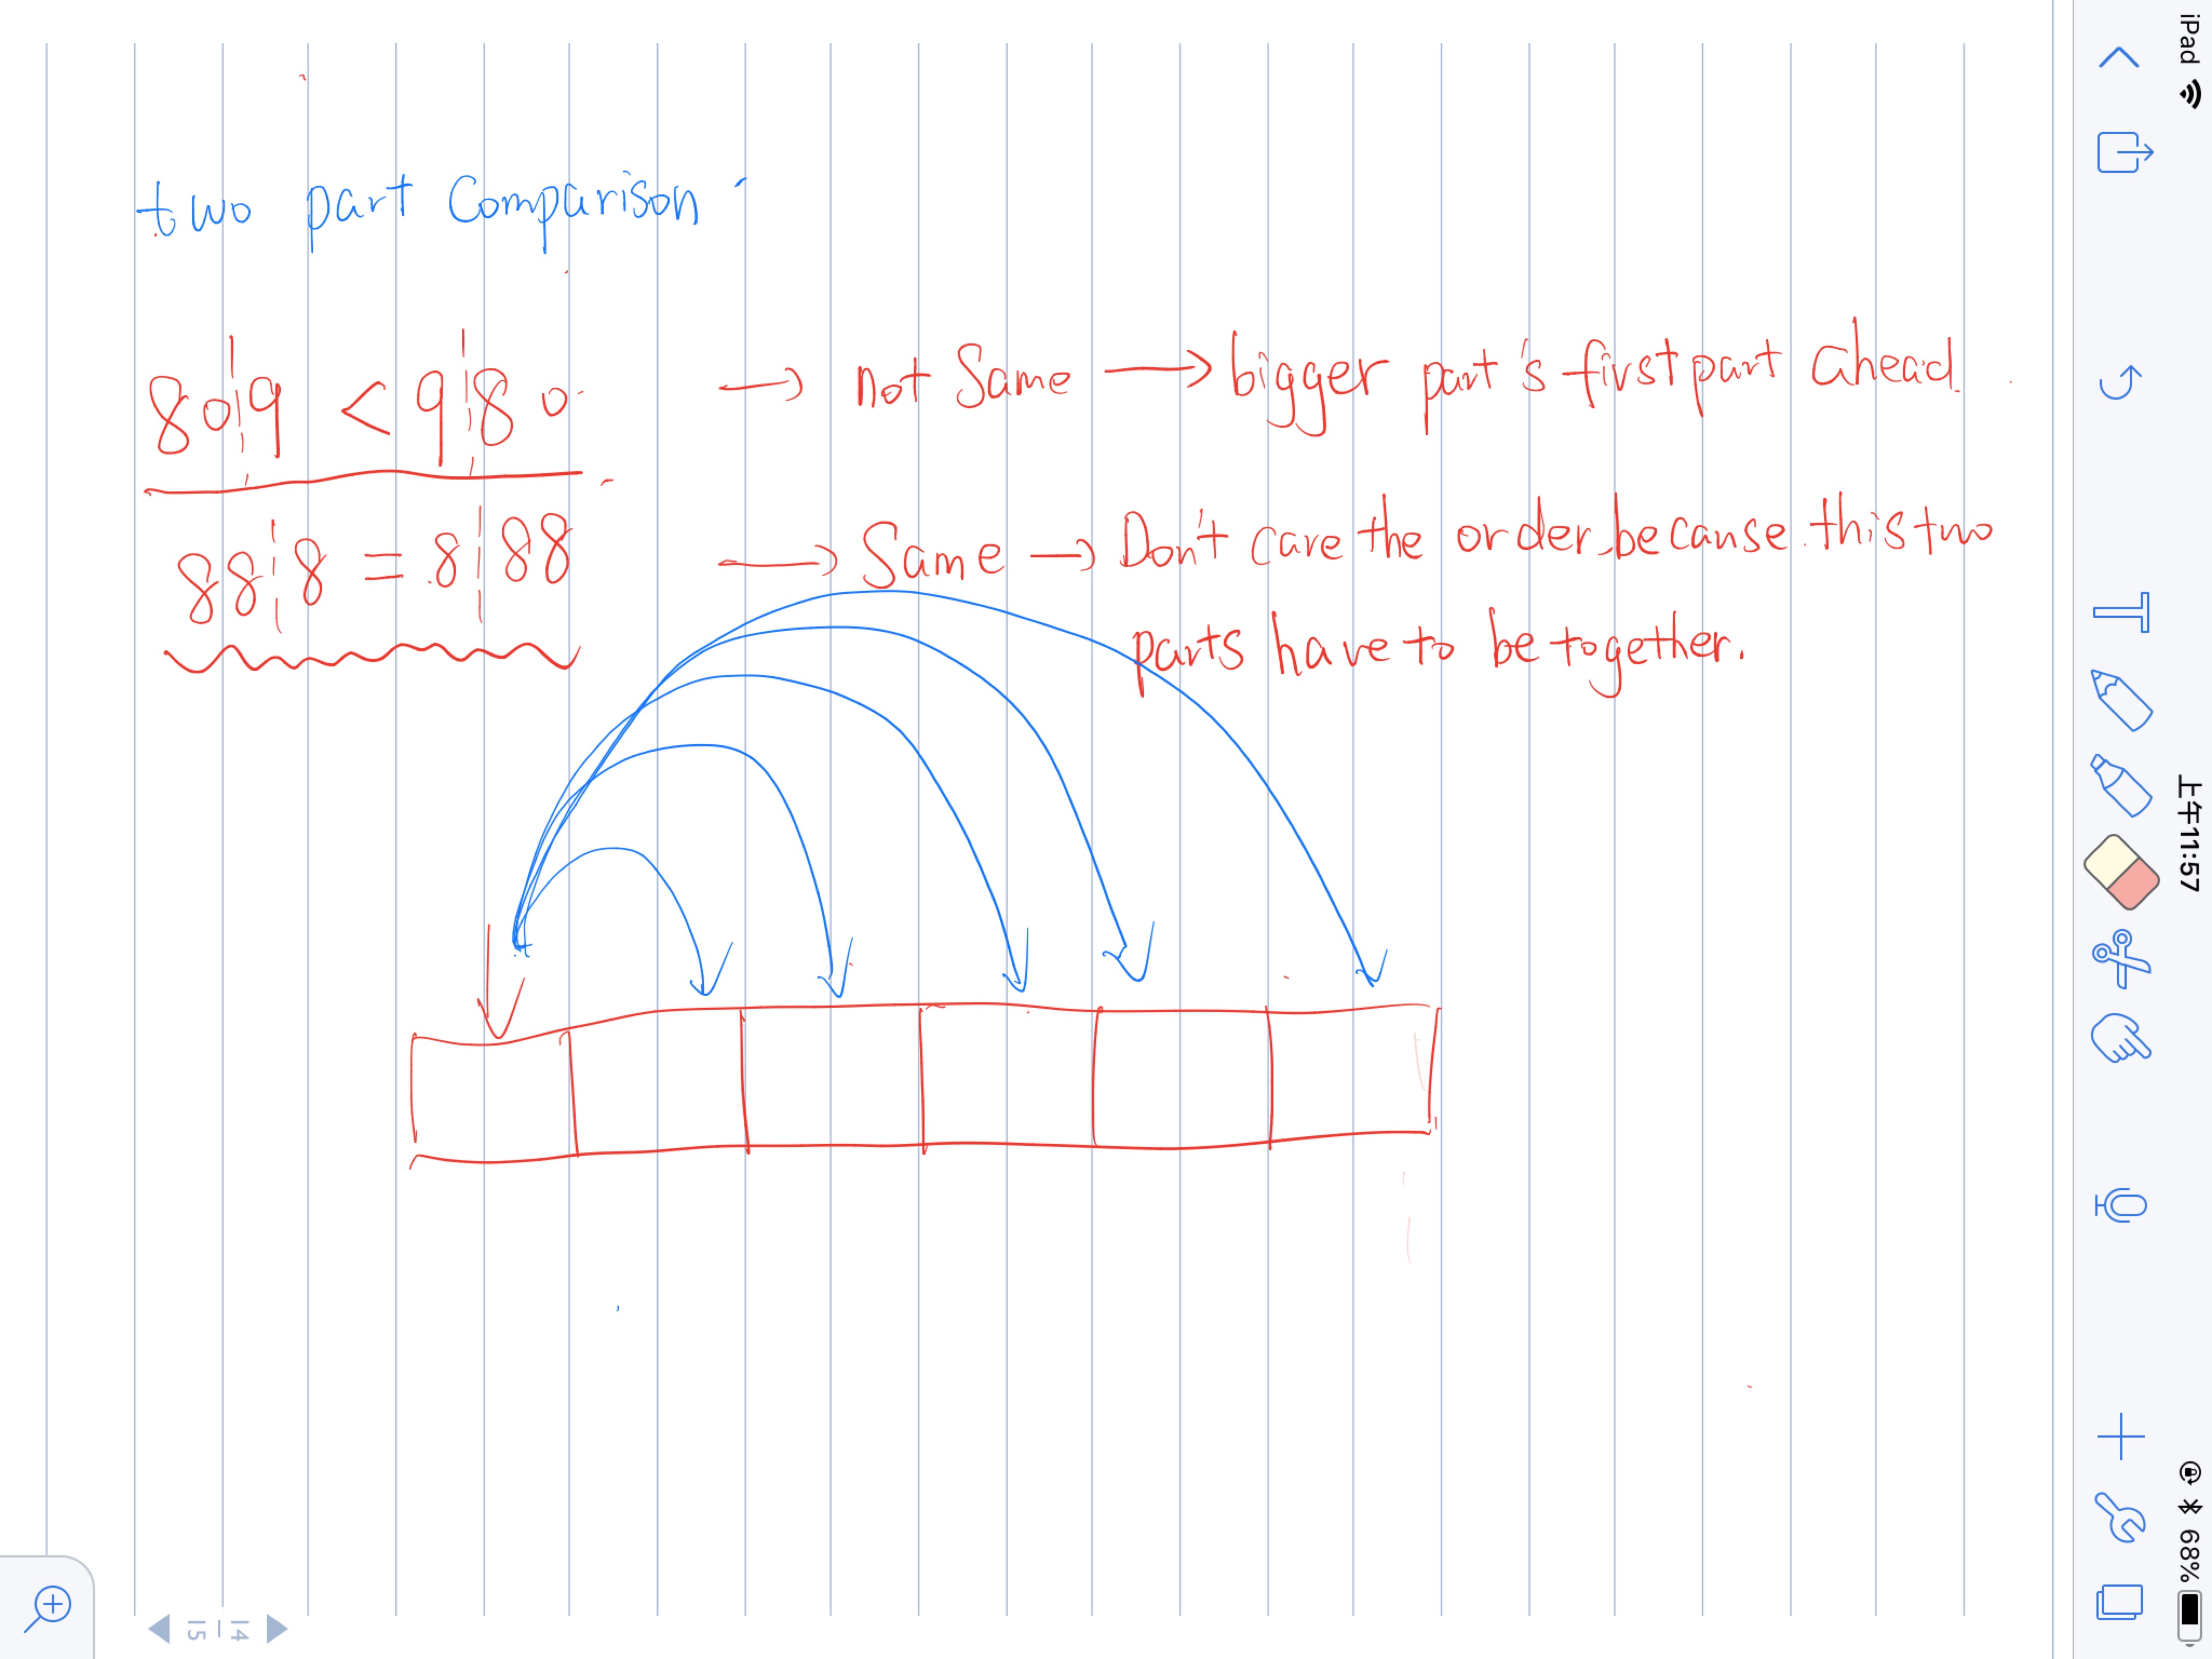 iPad 上午11:57 68%
two part Comparison
80 9 < 9 80 → not Same → bigger part's first part ahead.
88 8 = 8 88 → Same → Don't care the order, because this two
parts have to be together.
14
15